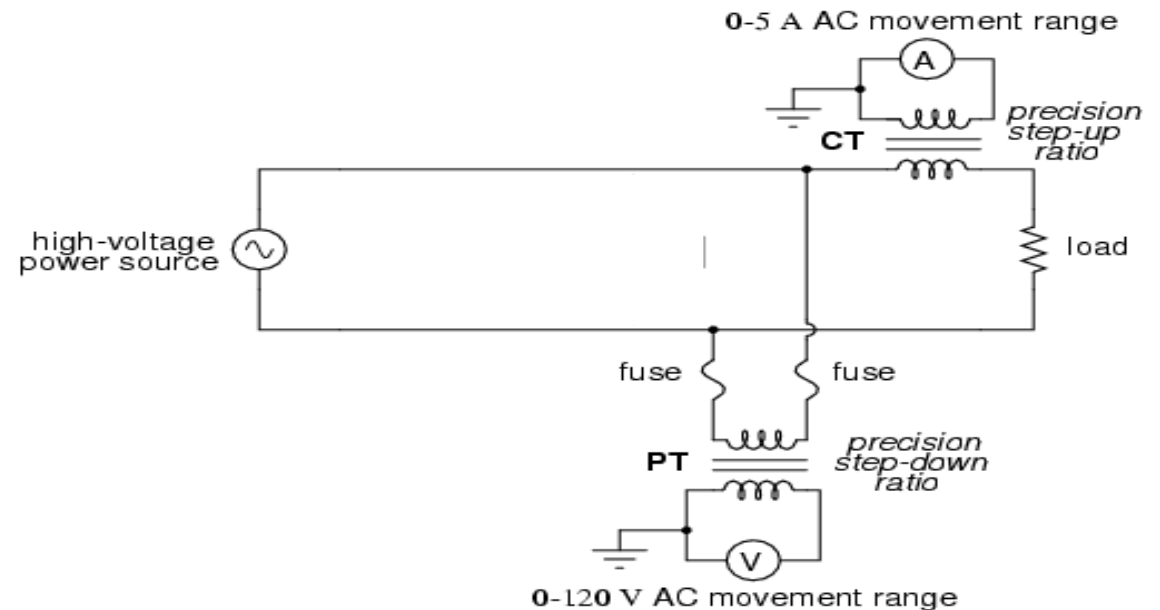 0-5 A AC movement range
A
precision
step-up
ratio
CT
high-voltage
power source
load
fuse
fuse
precision
step-down
ratio
PT
V
0-120 V AC movement range